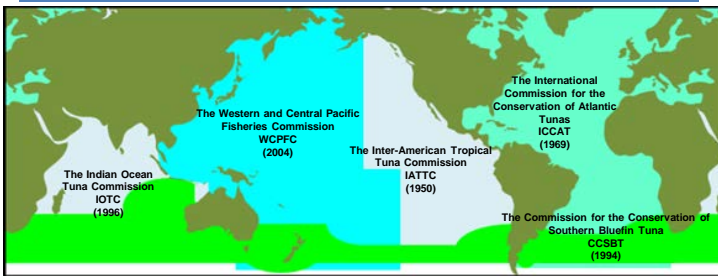 The Indian Ocean
Tuna Commission
IOTC
(1996)
The Western and Central Pacific
Fisheries Commission
WCPFC
(2004)
The Inter-American Tropical
Tuna Commission
IATTC
(1950)
The International
Commission for the
Conservation of Atlantic
Tunas
ICCAT
(1969)
The Commission for the Conservation of
Southern Bluefin Tuna
CCSBT
(1994)